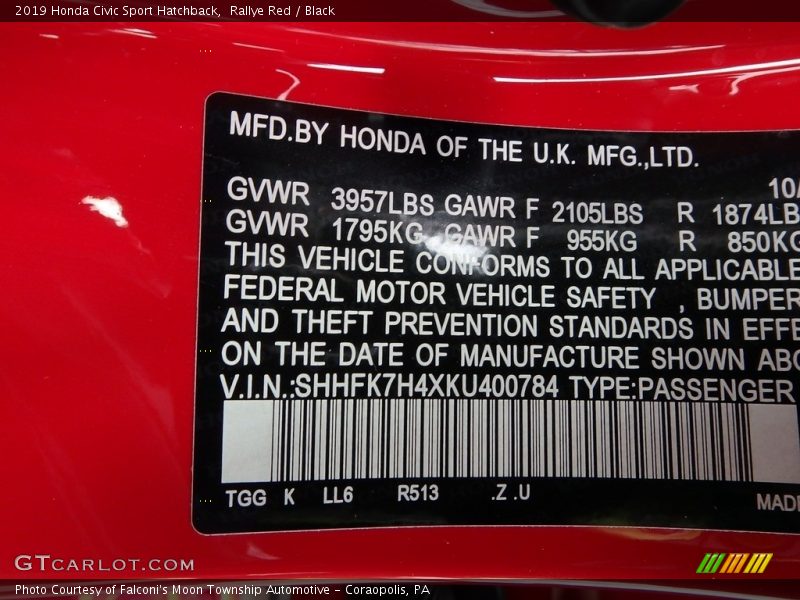 2019 Honda Civic Sport Hatchback,  Rallye Red / Black
MFD.BY HONDA OF THE U.K. MFG.,LTD.
10/
GVWR 3957LBS GAWR F 2105LBS R 1874LB
GVWR 1795KG GAWR F 955KG R 850KG
THIS VEHICLE CONFORMS TO ALL APPLICABLE
FEDERAL MOTOR VEHICLE SAFETY , BUMPER
AND THEFT PREVENTION STANDARDS IN EFFE
ON THE DATE OF MANUFACTURE SHOWN ABO
V.I.N.:SHHFK7H4XKU400784 TYPE:PASSENGER
TGG K LL6 R513 .Z .U
MADE
GTCARLOT.COM
Photo Courtesy of Falconi's Moon Township Automotive - Coraopolis, PA